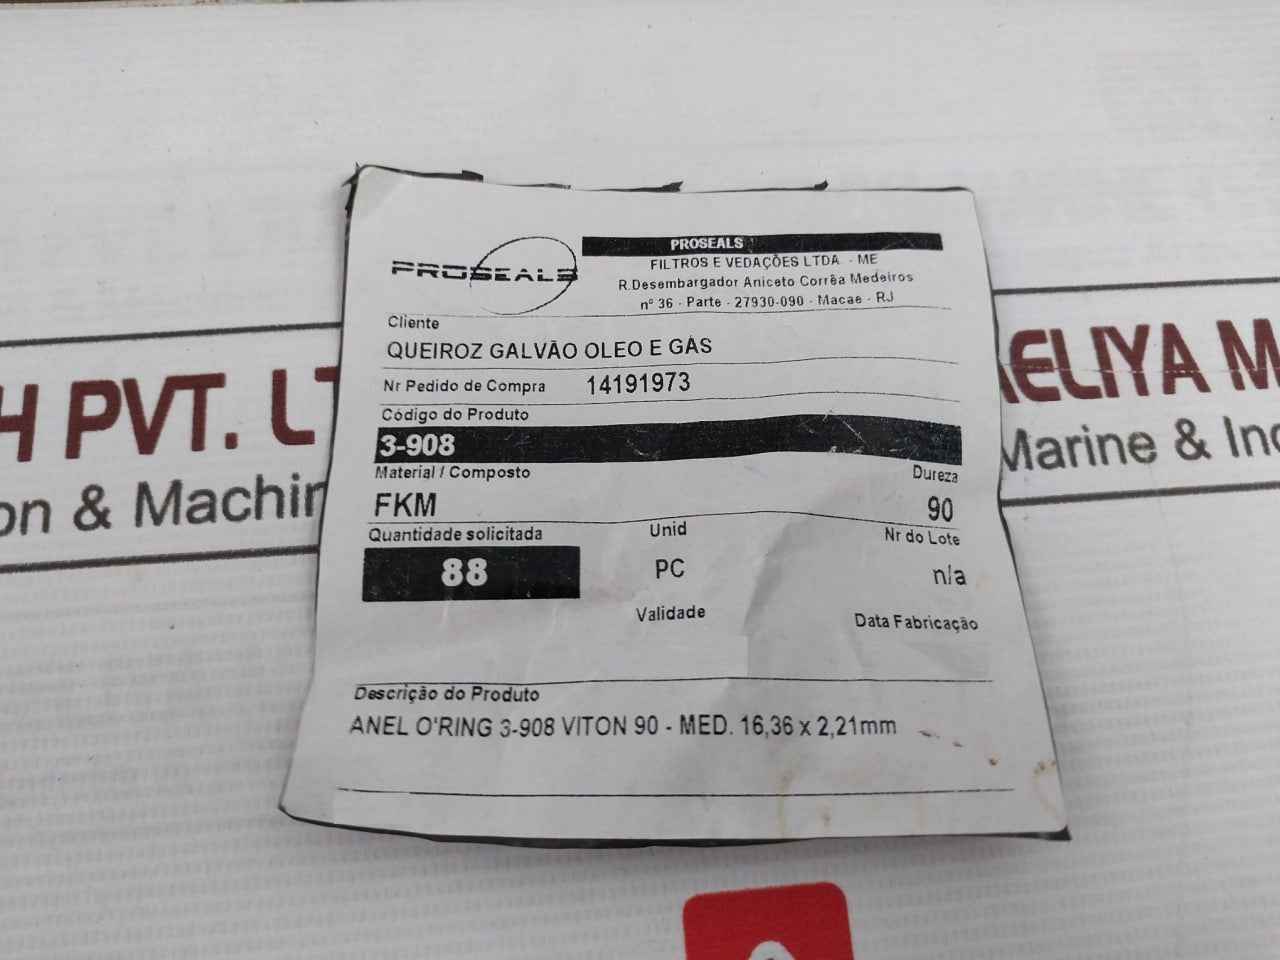 PROSEALS
PROSEALS
FILTROS E VEDAÇÕES LTDA. - ME
R.Desembargador Aniceto Corrêa Medeiros
nº 36 - Parte - 27930-090 - Macae - RJ
Cliente
QUEIROZ GALVÃO OLEO E GÁS
Nr Pedido de Compra 14191973
Código do Produto
3-908
Material / Composto Dureza
FKM 90
Quantidade solicitada Unid Nr do Lote
88 PC n/a
Validade Data Fabricação
Descrição do Produto
ANEL O'RING 3-908 VITON 90 - MED. 16,36 x 2,21mm
H PVT. LT
on & Machin
AELIYA M
Marine & Ind